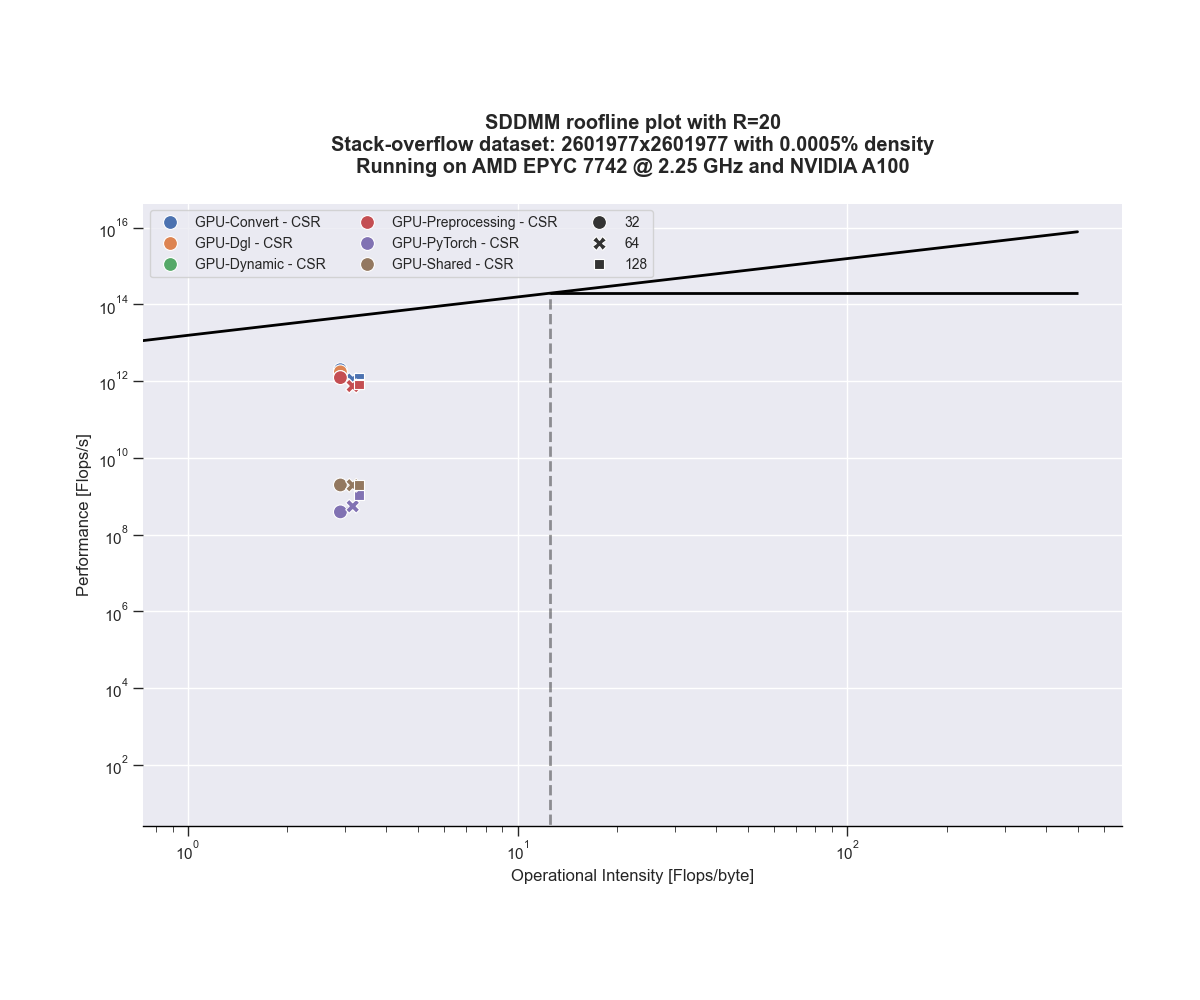 SDDMM roofline plot with R=20
Stack-overflow dataset: 2601977x2601977 with 0.0005% density
Running on AMD EPYC 7742 @ 2.25 GHz and NVIDIA A100
GPU-Convert - CSR
GPU-Dgl - CSR
GPU-Dynamic - CSR
GPU-Preprocessing - CSR
GPU-PyTorch - CSR
GPU-Shared - CSR
32
64
128
Performance [Flops/s]
10^16
10^14
10^12
10^10
10^8
10^6
10^4
10^2
10^0
10^1
10^2
Operational Intensity [Flops/byte]